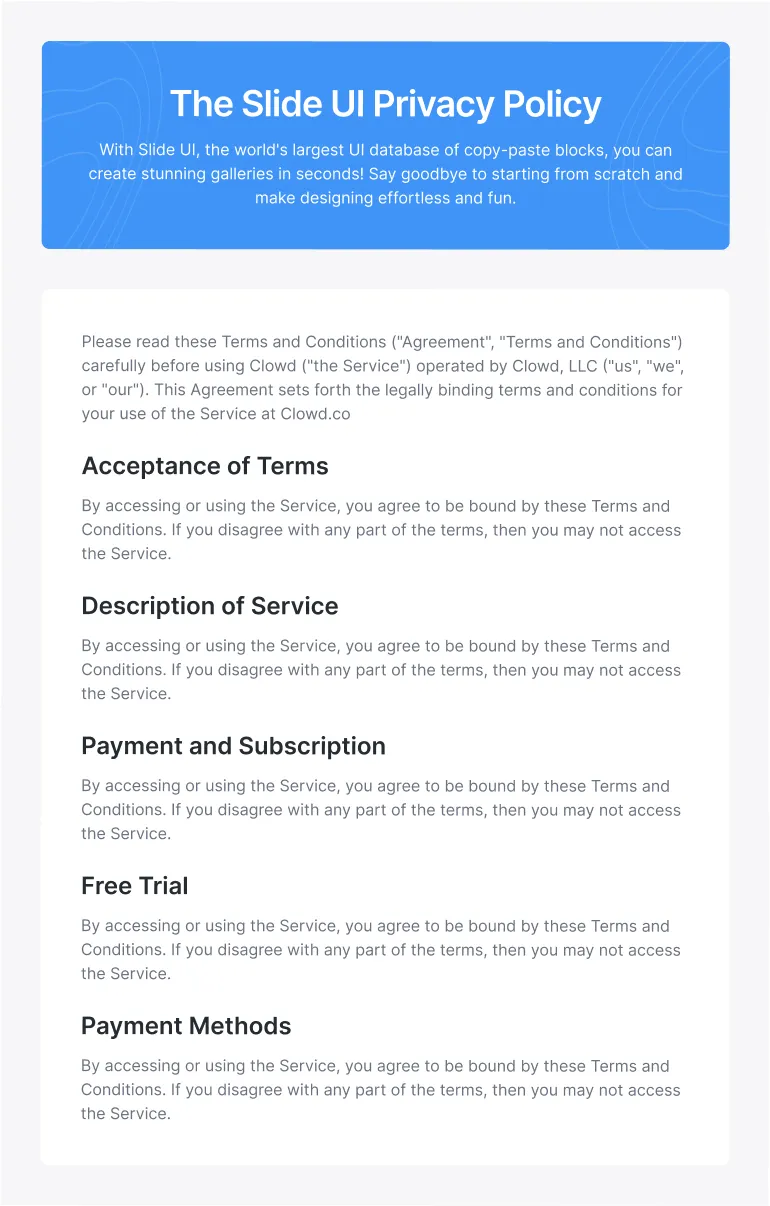 The Slide UI Privacy Policy
With Slide UI, the world's largest UI database of copy-paste blocks, you can
create stunning galleries in seconds! Say goodbye to starting from scratch and
make designing effortless and fun.
Please read these Terms and Conditions ("Agreement", "Terms and Conditions")
carefully before using Clowd ("the Service") operated by Clowd, LLC ("us", "we",
or "our"). This Agreement sets forth the legally binding terms and conditions for
your use of the Service at Clowd.co
Acceptance of Terms
By accessing or using the Service, you agree to be bound by these Terms and
Conditions. If you disagree with any part of the terms, then you may not access
the Service.
Description of Service
By accessing or using the Service, you agree to be bound by these Terms and
Conditions. If you disagree with any part of the terms, then you may not access
the Service.
Payment and Subscription
By accessing or using the Service, you agree to be bound by these Terms and
Conditions. If you disagree with any part of the terms, then you may not access
the Service.
Free Trial
By accessing or using the Service, you agree to be bound by these Terms and
Conditions. If you disagree with any part of the terms, then you may not access
the Service.
Payment Methods
By accessing or using the Service, you agree to be bound by these Terms and
Conditions. If you disagree with any part of the terms, then you may not access
the Service.